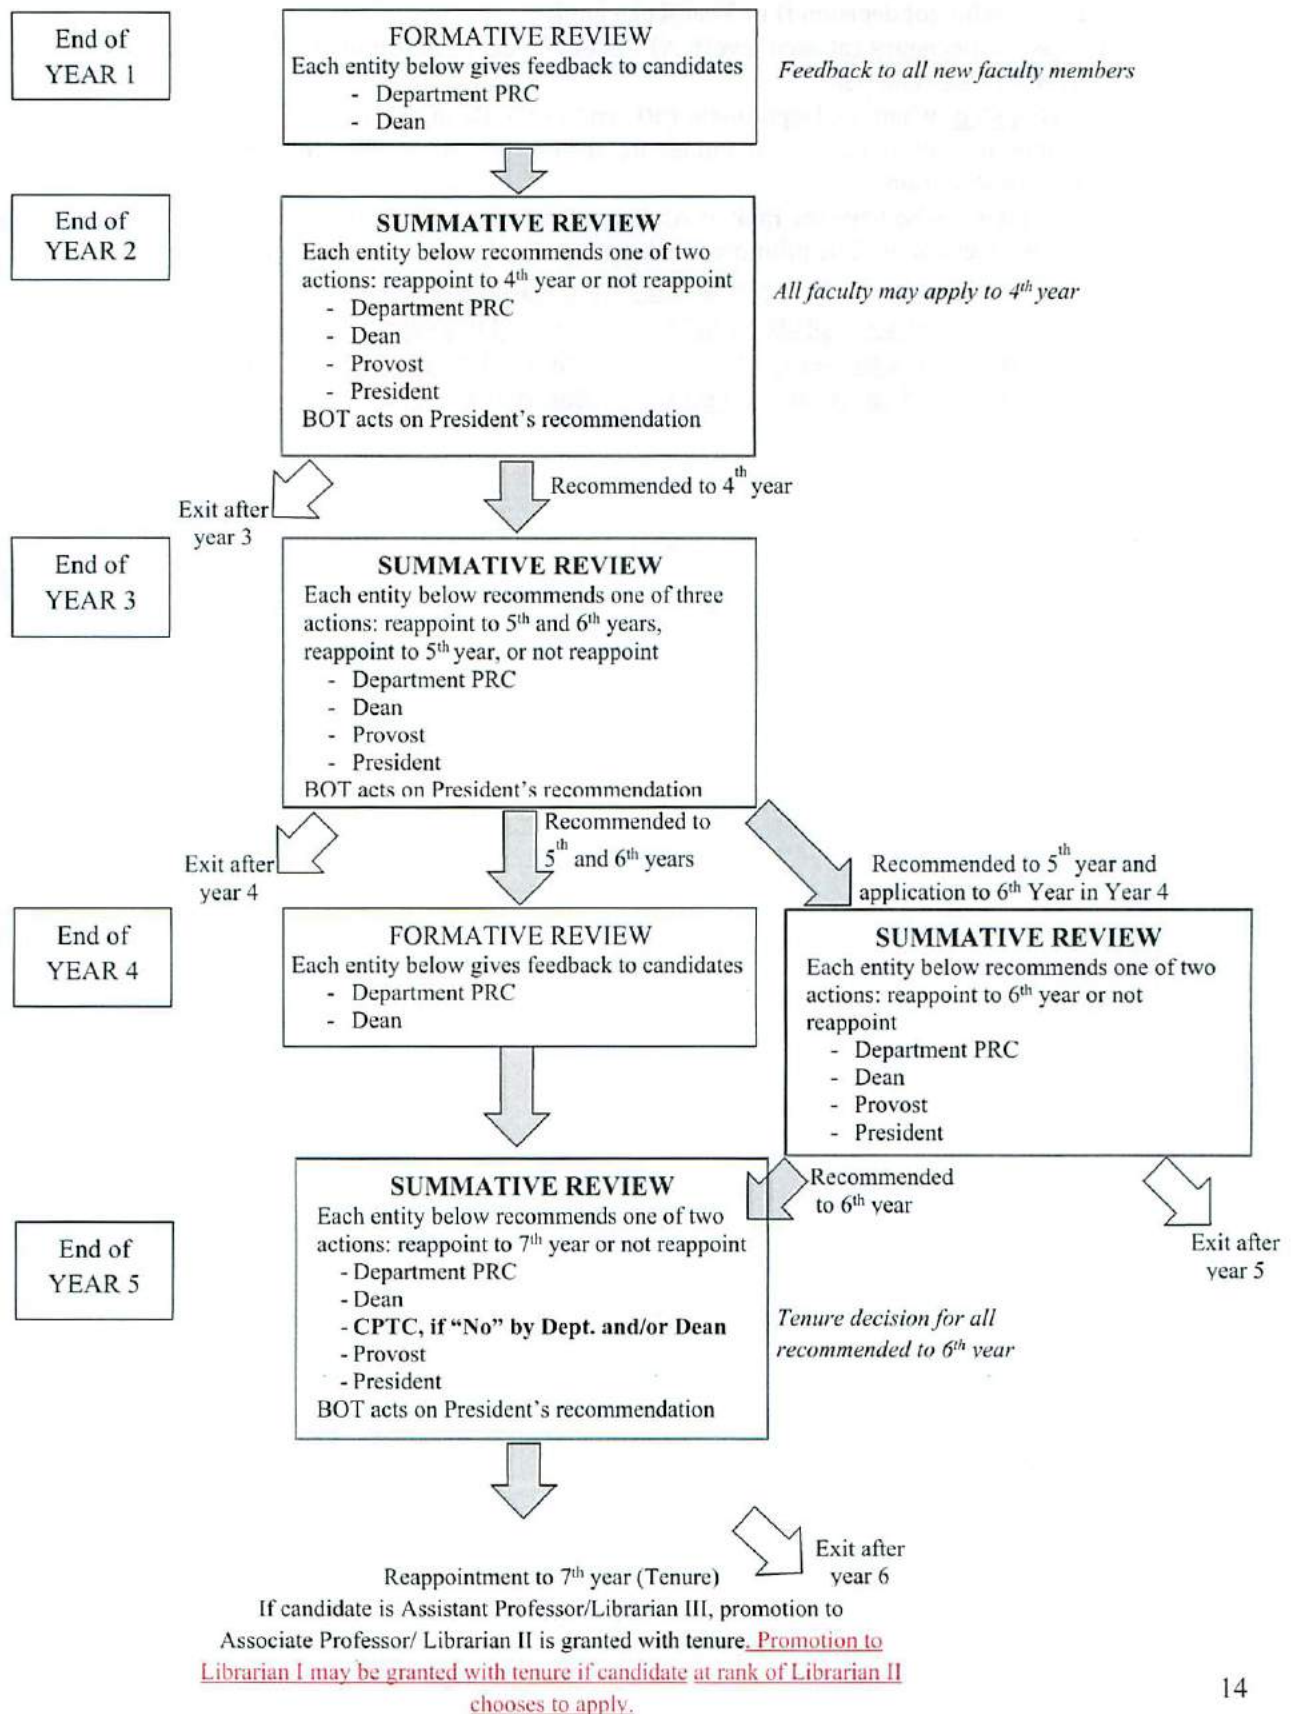 End of
YEAR 1
FORMATIVE REVIEW
Each entity below gives feedback to candidates
- Department PRC
- Dean
Feedback to all new faculty members
End of
YEAR 2
SUMMATIVE REVIEW
Each entity below recommends one of two
actions: reappoint to 4th year or not reappoint
- Department PRC
- Dean
- Provost
- President
BOT acts on President's recommendation
All faculty may apply to 4th year
Exit after
year 3
Recommended to 4th year
End of
YEAR 3
SUMMATIVE REVIEW
Each entity below recommends one of three
actions: reappoint to 5th and 6th years,
reappoint to 5th year, or not reappoint
- Department PRC
- Dean
- Provost
- President
BOT acts on President's recommendation
Exit after
year 4
Recommended to
5th and 6th years
Recommended to 5th year and
application to 6th Year in Year 4
End of
YEAR 4
FORMATIVE REVIEW
Each entity below gives feedback to candidates
- Department PRC
- Dean
SUMMATIVE REVIEW
Each entity below recommends one of two
actions: reappoint to 6th year or not
reappoint
- Department PRC
- Dean
- Provost
- President
Recommended
to 6th year
Exit after
year 5
End of
YEAR 5
SUMMATIVE REVIEW
Each entity below recommends one of two
actions: reappoint to 7th year or not reappoint
- Department PRC
- Dean
- CPTC, if “No” by Dept. and/or Dean
- Provost
- President
BOT acts on President's recommendation
Tenure decision for all
recommended to 6th year
Exit after
year 6
Reappointment to 7th year (Tenure)
If candidate is Assistant Professor/Librarian III, promotion to
Associate Professor/ Librarian II is granted with tenure. Promotion to
Librarian I may be granted with tenure if candidate at rank of Librarian II
chooses to apply.
14